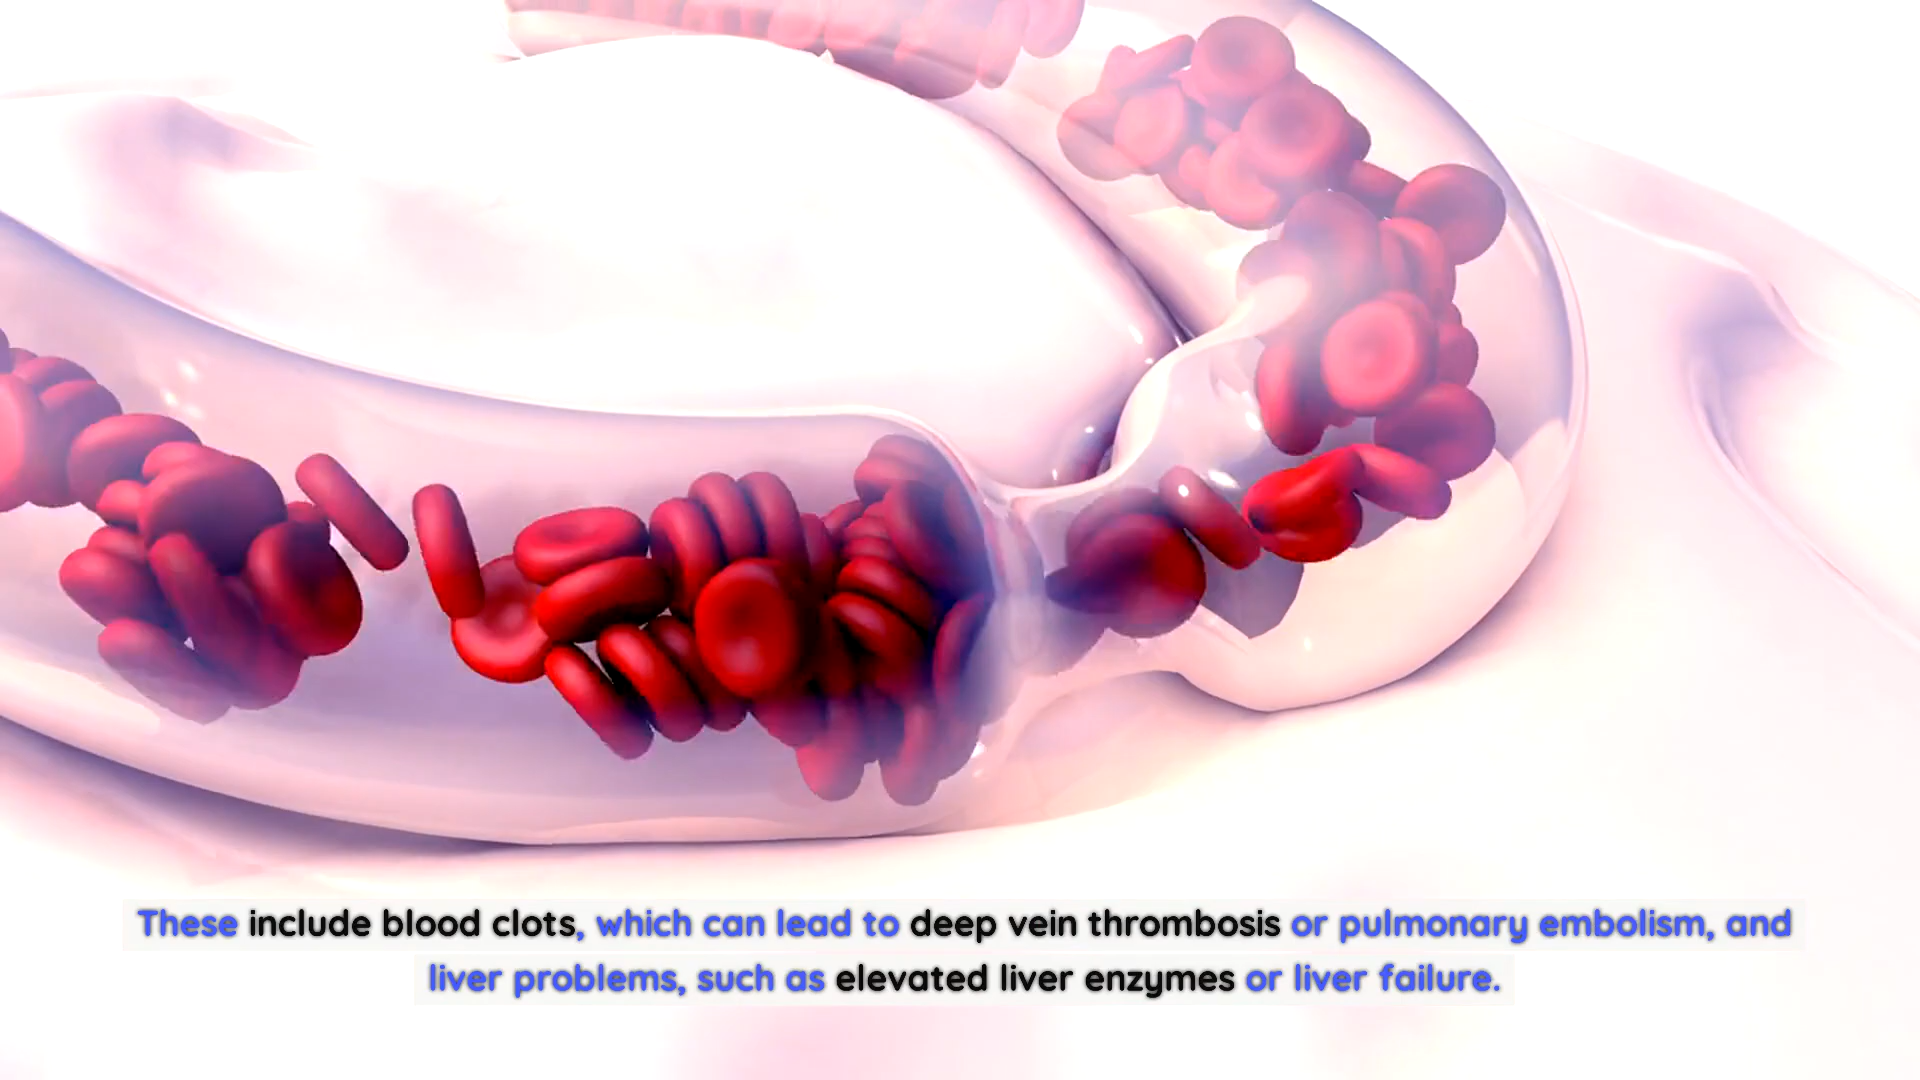 These include blood clots, which can lead to deep vein thrombosis or pulmonary embolism, and
liver problems, such as elevated liver enzymes or liver failure.